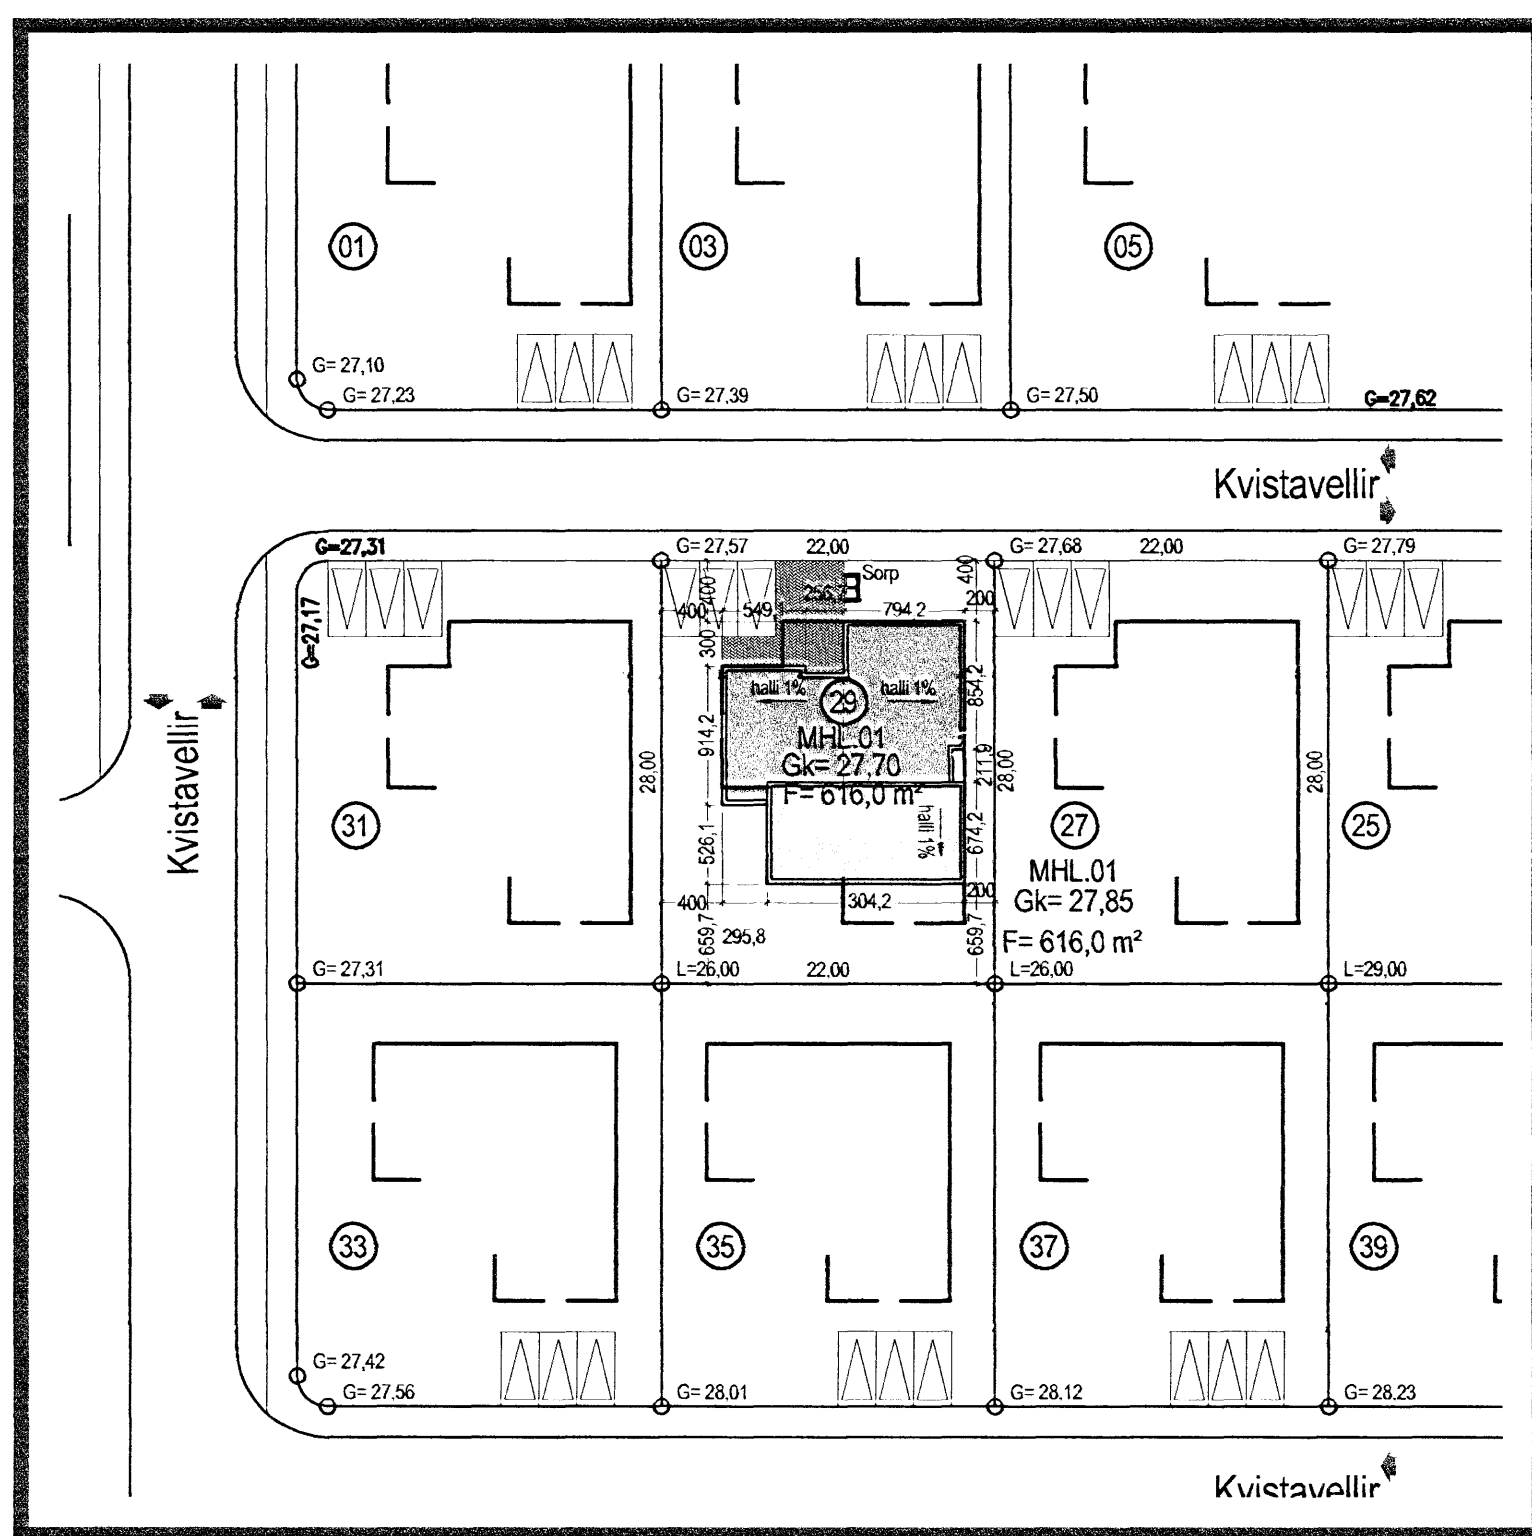 01
03
05
G= 27,10
G= 27,23
G= 27,39
G= 27,50
G=27,62
Kvistavellir
G=27,31
G= 27,57
22,00
G= 27,68
22,00
G= 27,79
G=27,17
400
Sorp
400
256,7
400
549,
794,2
200
300
halli 1%
halli 1%
29
854,2
914,2
MHL.01
Gk= 27,70
F= 616,0 m²
28,00
211,9
28,00
28,00
Kvistavellir
31
27
25
halli 1%
526,1
674,2
MHL.01
Gk= 27,85
F= 616,0 m²
400
304,2
200
659,7
295,8
659,7
G= 27,31
L=26,00
22,00
L=26,00
L=29,00
33
35
37
39
G= 27,42
G= 27,56
G= 28,01
G= 28,12
G= 28,23
Kvistavellir